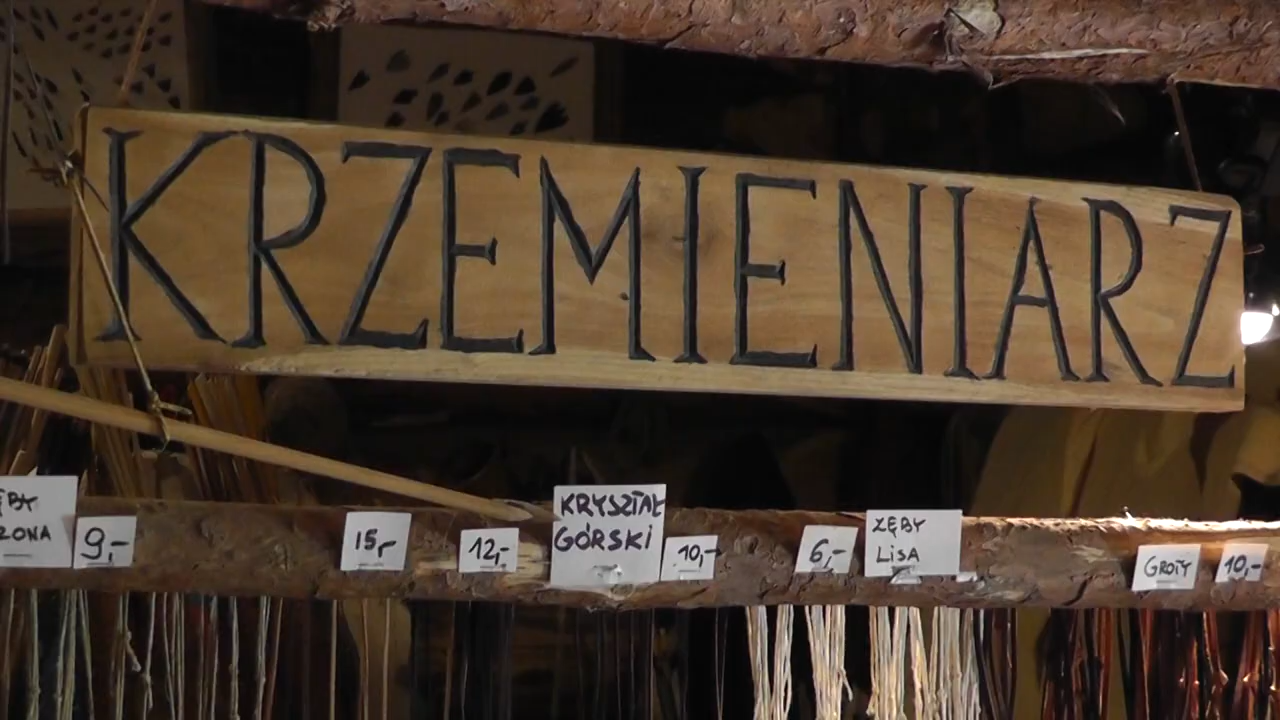 KRZEMIENIARZ
9,-
15,-
12,-
KRYSZTAŁ
GÓRSKI
10,-
6,-
ZĘBY
LISA
GROTY
10,-